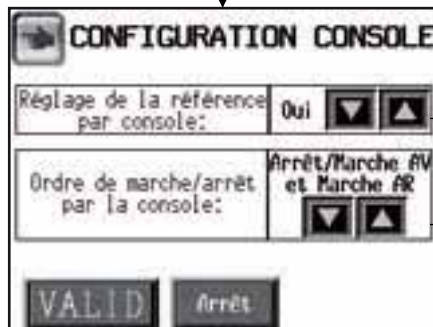 CONFIGURATION CONSOLE
Réglage de la référence
par console:
Oui
Ordre de marche/arrêt
par la console:
Arrêt/Marche AV
et Marche AR
VALID
Arrêt